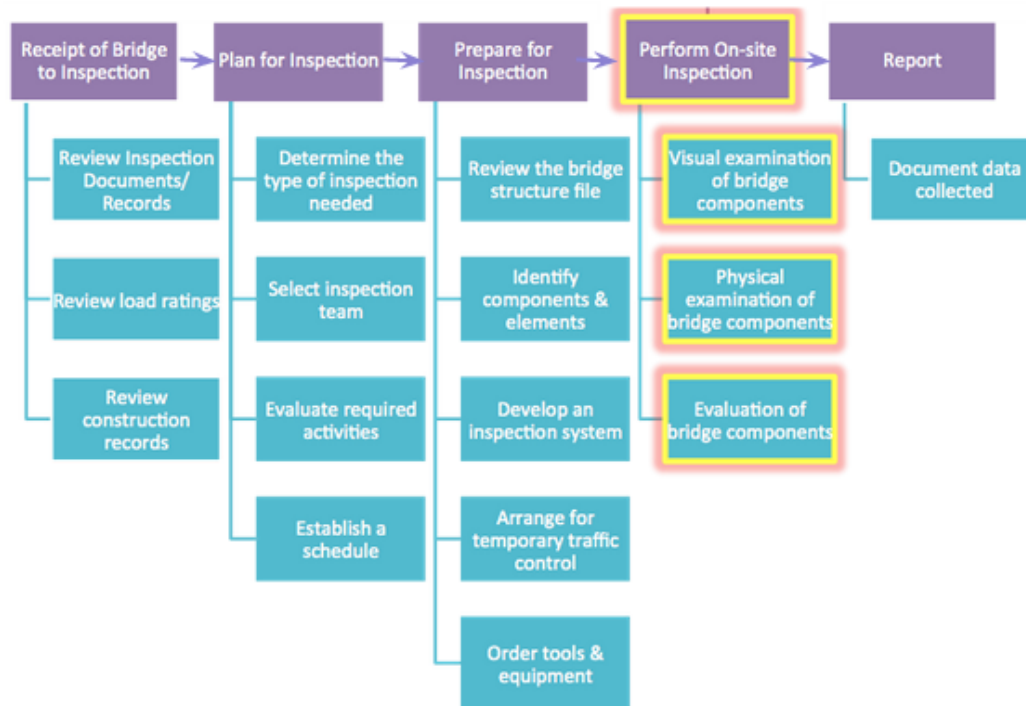 Receipt of Bridge
to Inspection
Plan for Inspection
Prepare for
Inspection
Perform On-site
Inspection
Report
Review Inspection
Documents/
Records
Review load ratings
Review
construction
records
Determine the
type of inspection
needed
Select inspection
team
Evaluate required
activities
Establish a
schedule
Review the bridge
structure file
Identify
components &
elements
Develop an
inspection system
Arrange for
temporary traffic
control
Order tools &
equipment
Visual examination
of bridge
components
Physical
examination of
bridge components
Evaluation of
bridge components
Document data
collected